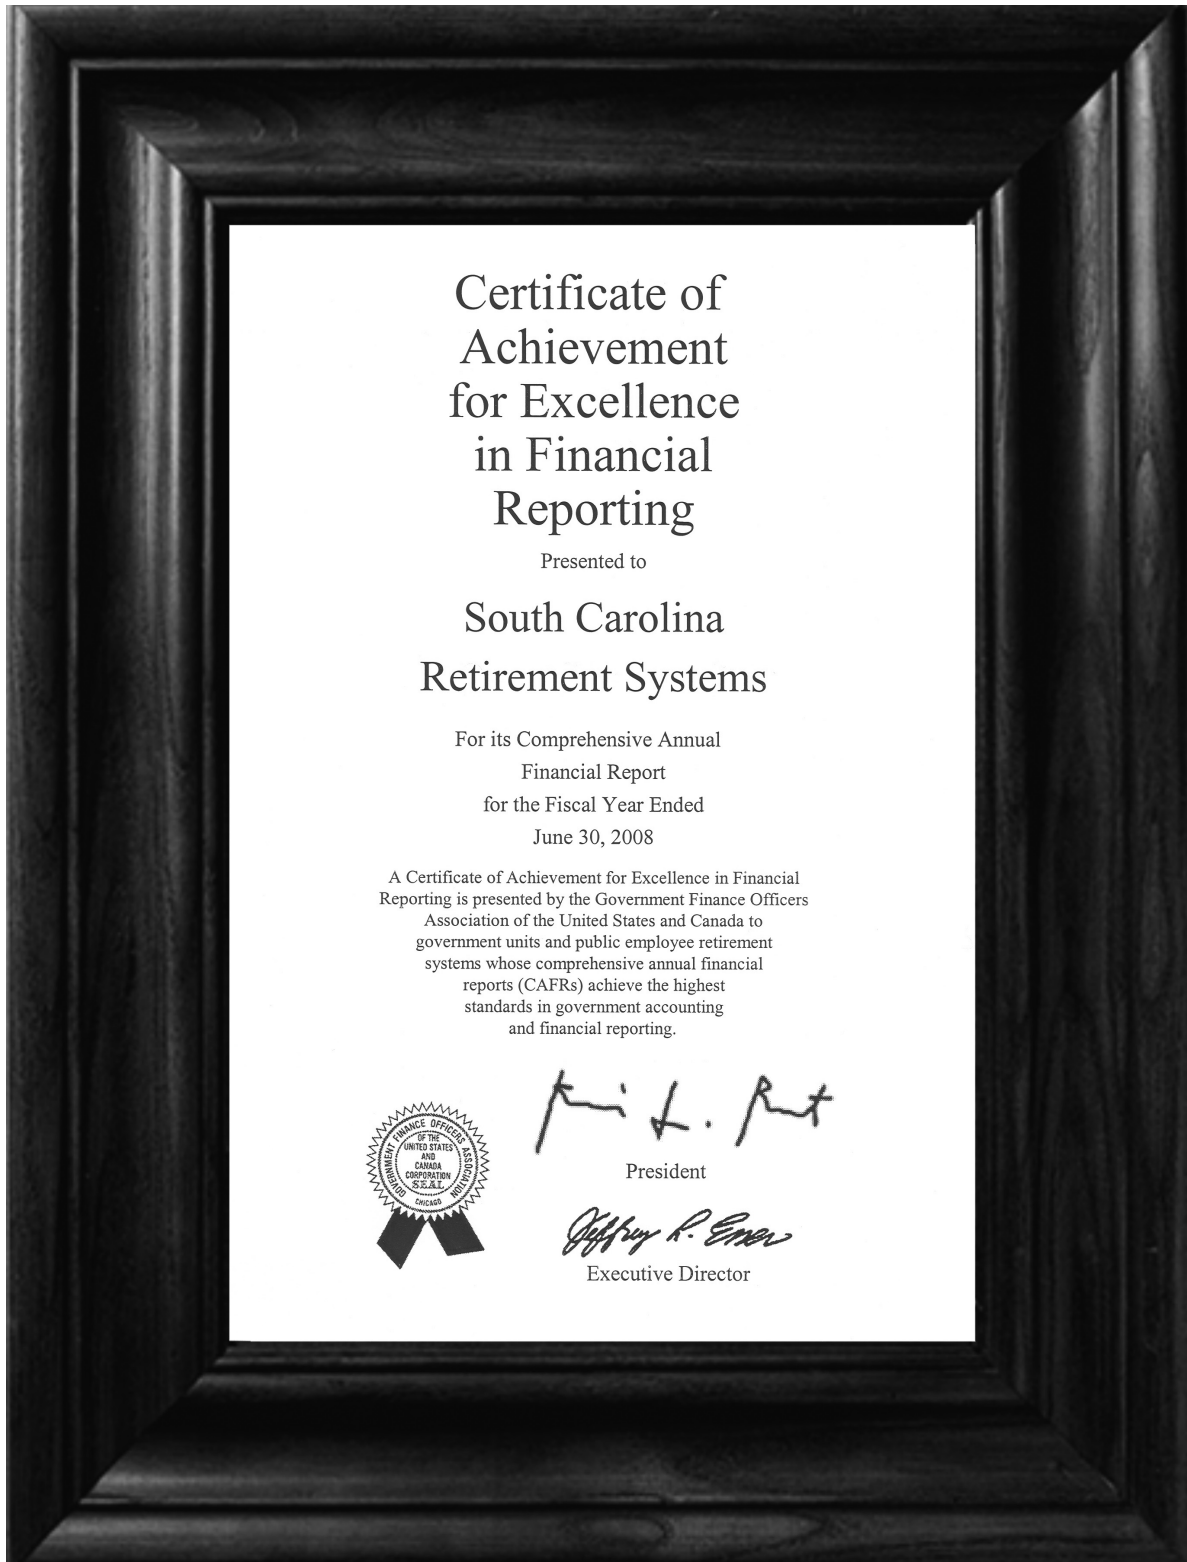 Certificate of
Achievement
for Excellence
in Financial
Reporting
Presented to
South Carolina
Retirement Systems
For its Comprehensive Annual
Financial Report
for the Fiscal Year Ended
June 30, 2008
A Certificate of Achievement for Excellence in Financial
Reporting is presented by the Government Finance Officers
Association of the United States and Canada to
government units and public employee retirement
systems whose comprehensive annual financial
reports (CAFRs) achieve the highest
standards in government accounting
and financial reporting.
GOVERNMENT FINANCE OFFICERS ASSOCIATION
OF THE
UNITED STATES
AND
CANADA
CORPORATION
SEAL
CHICAGO
President
Jeffrey R. Ener
Executive Director